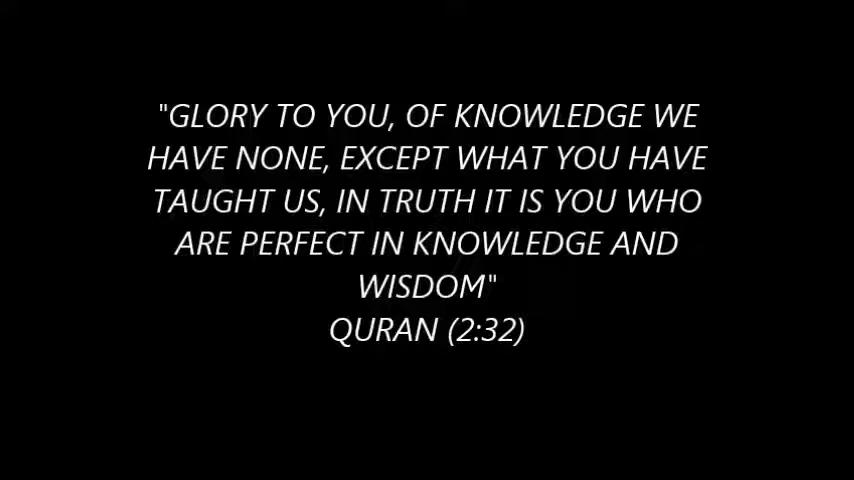 "GLORY TO YOU, OF KNOWLEDGE WE
HAVE NONE, EXCEPT WHAT YOU HAVE
TAUGHT US, IN TRUTH IT IS YOU WHO
ARE PERFECT IN KNOWLEDGE AND
WISDOM"
QURAN (2:32)